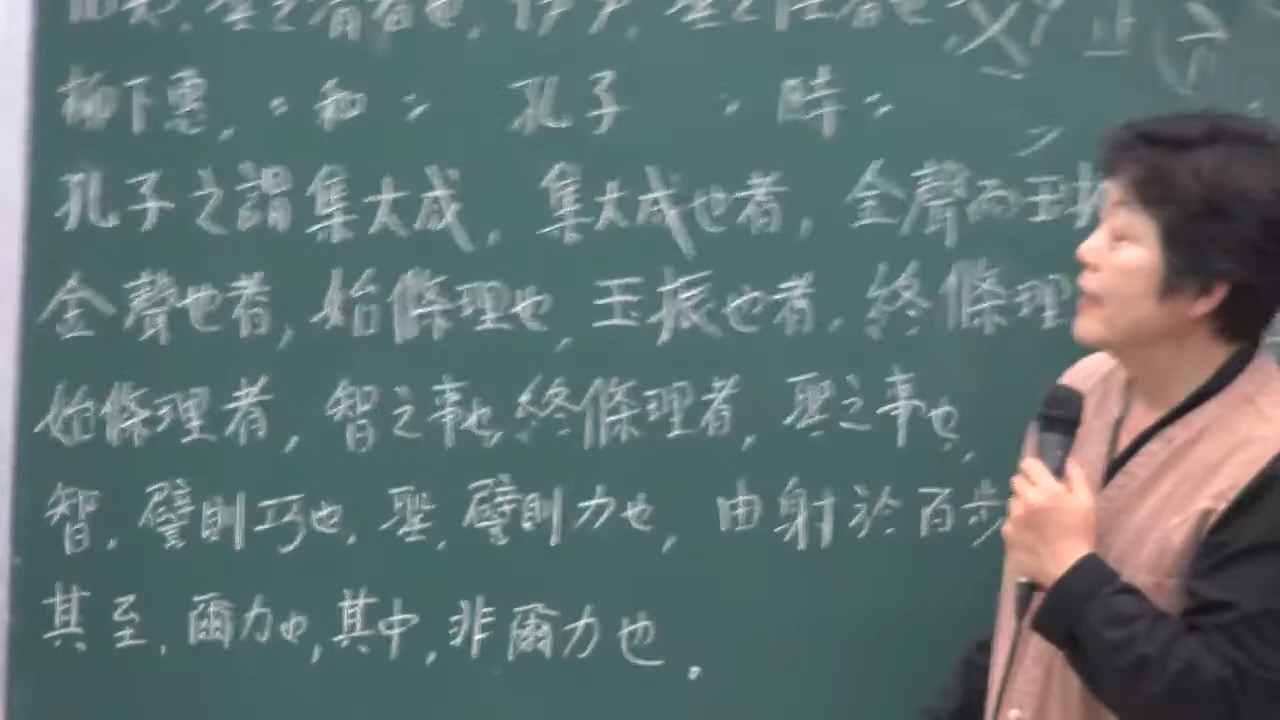 聖之清者也,伊尹,聖之任者也
柳下惠,〃和〃 孔子 〃時〃
孔子之謂集大成,集大成也者,金聲而玉振
金聲也者,始條理也,玉振也者,終條理
始條理者,智之事也,終條理者,聖之事也,
智,譬則巧也,聖,譬則力也,由射於百步
其至,爾力也,其中,非爾力也。